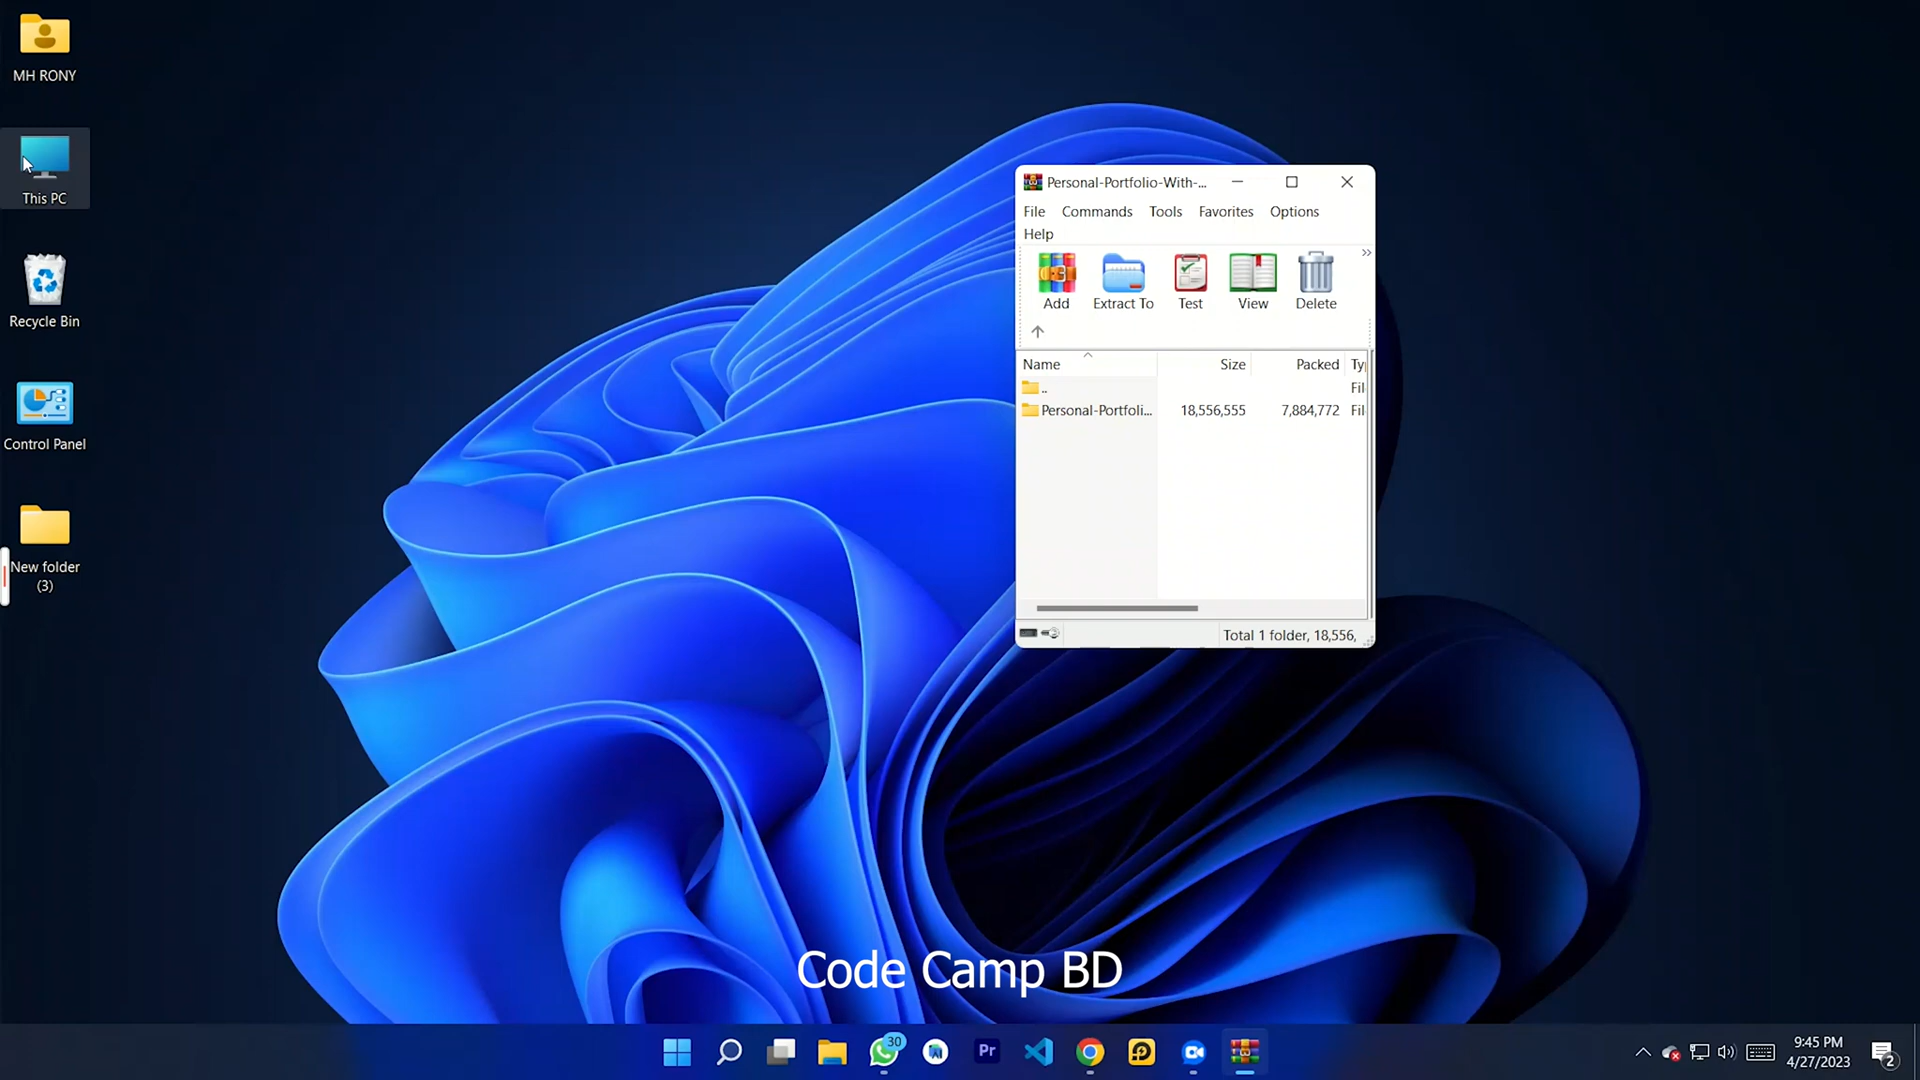 MH RONY
This PC
Recycle Bin
Control Panel
New folder
(3)
Personal-Portfolio-With-...
File Commands Tools Favorites Options
Help
Add Extract To Test View Delete
Name Size Packed Ty
.. Fil
Personal-Portfoli... 18,556,555 7,884,772 Fil
Total 1 folder, 18,556,
Code Camp BD
30
Pr
9:45 PM
4/27/2023
2